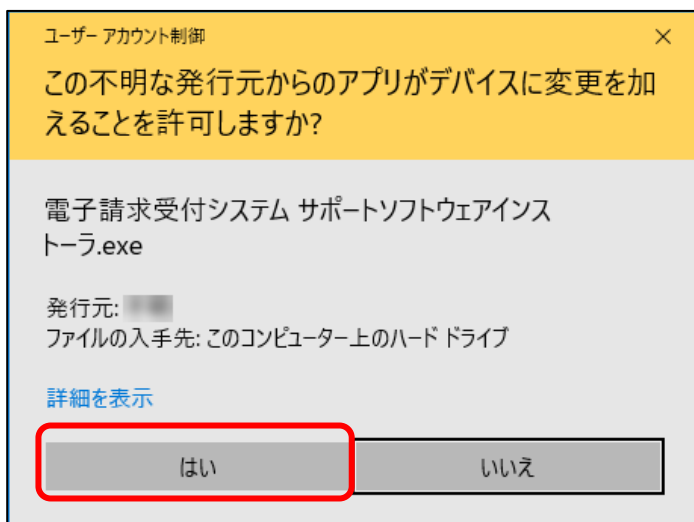 ユーザー アカウント制御
この不明な発行元からのアプリがデバイスに変更を加
えることを許可しますか?
電子請求受付システム サポートソフトウェアインス
トーラ.exe
発行元:
ファイルの入手先: このコンピューター上のハード ドライブ
詳細を表示
はい
いいえ